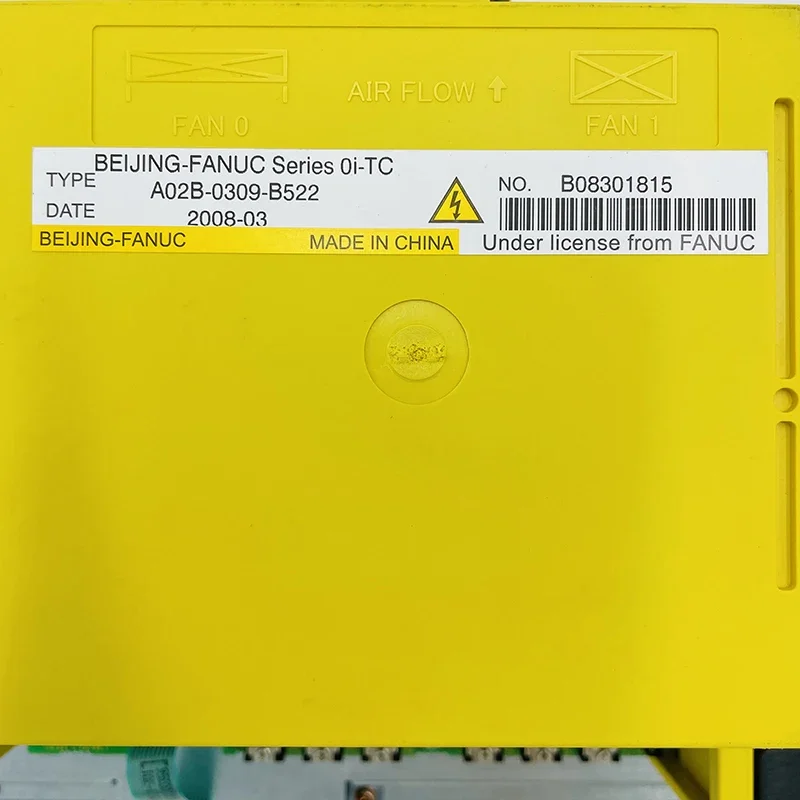 AIR FLOW ↑
FAN 0
FAN 1
BEIJING-FANUC Series 0i-TC
TYPE A02B-0309-B522
DATE 2008-03
NO. B08301815
BEIJING-FANUC MADE IN CHINA
Under license from FANUC